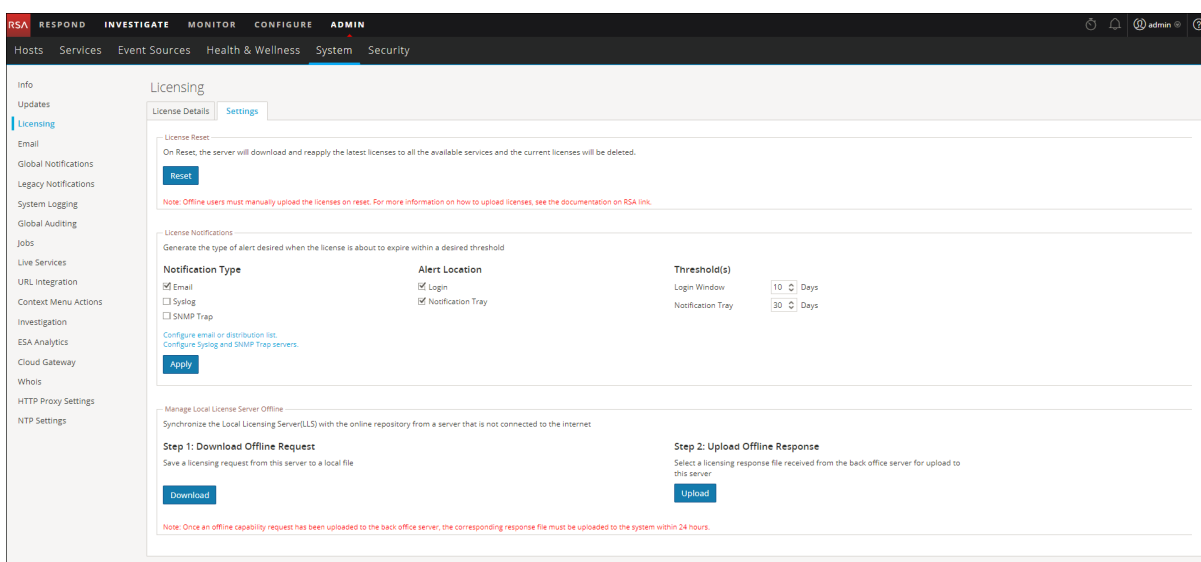 RSA RESPOND INVESTIGATE MONITOR CONFIGURE ADMIN admin
Hosts Services Event Sources Health & Wellness System Security
Info
Updates
Licensing
Email
Global Notifications
Legacy Notifications
System Logging
Global Auditing
Jobs
Live Services
URL Integration
Context Menu Actions
Investigation
ESA Analytics
Cloud Gateway
Whois
HTTP Proxy Settings
NTP Settings
Licensing
License Details Settings
License Reset
On Reset, the server will download and reapply the latest licenses to all the available services and the current licenses will be deleted.
Reset
Note: Offline users must manually upload the licenses on reset. For more information on how to upload licenses, see the documentation on RSA link.
License Notifications
Generate the type of alert desired when the license is about to expire within a desired threshold
Notification Type Alert Location Threshold(s)
Email Login Login Window 10 Days
Syslog Notification Tray Notification Tray 30 Days
SNMP Trap
Configure email or distribution list.
Configure Syslog and SNMP Trap servers.
Apply
Manage Local License Server Offline
Synchronize the Local Licensing Server(LLS) with the online repository from a server that is not connected to the internet
Step 1: Download Offline Request
Save a licensing request from this server to a local file
Download
Step 2: Upload Offline Response
Select a licensing response file received from the back office server for upload to
this server
Upload
Note: Once an offline capability request has been uploaded to the back office server, the corresponding response file must be uploaded to the system within 24 hours.